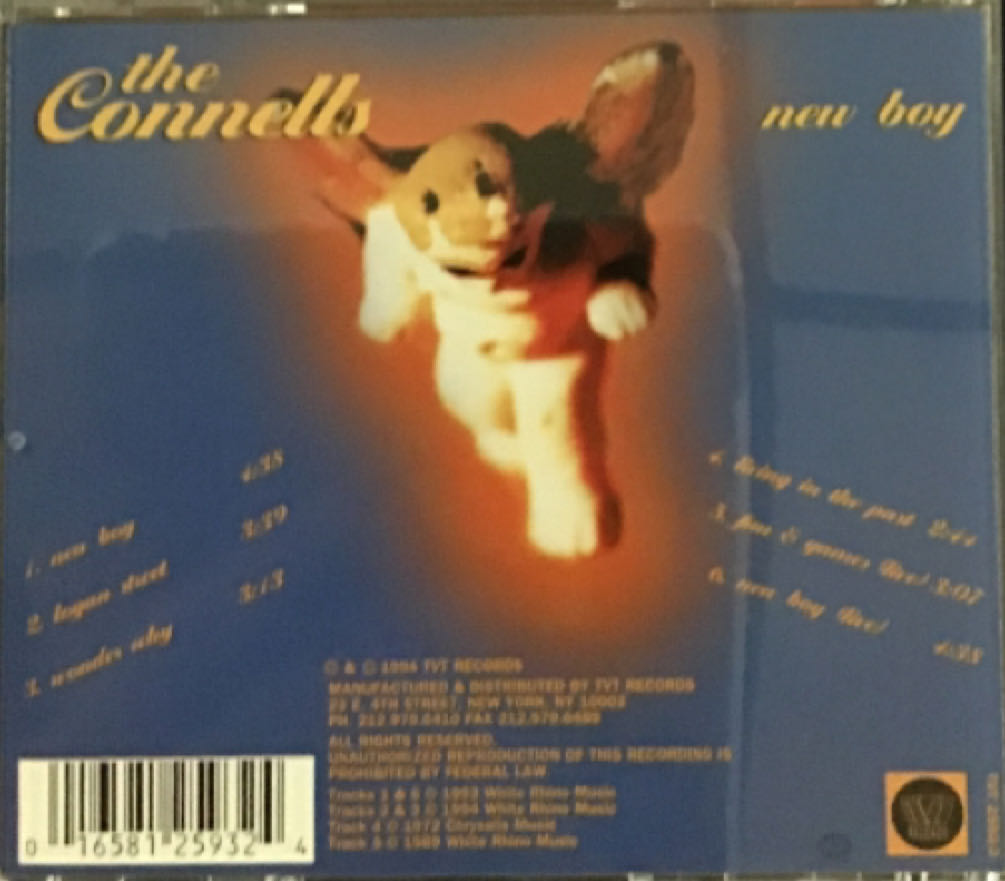 the
Connells
new boy
1. new boy 4:38
2. logan street 3:39
3. wonder why 3:13
4. living in the past 2:44
5. fun & games (live) 3:07
6. new boy (live)
℗ & © 1994 TVT RECORDS
MANUFACTURED & DISTRIBUTED BY TVT RECORDS
23 E. 4TH STREET, NEW YORK, NY 10003
PH 212.979.6410 FAX 212.979.6489
ALL RIGHTS RESERVED.
UNAUTHORIZED REPRODUCTION OF THIS RECORDING IS
PROHIBITED BY FEDERAL LAW.
Tracks 1 & 6 © 1993 White Rhino Music
Tracks 2 & 3 © 1994 White Rhino Music
Track 4 © 1972 Chrysalis Music
Track 5 © 1989 White Rhino Music
0 16581 25932 4
TVT